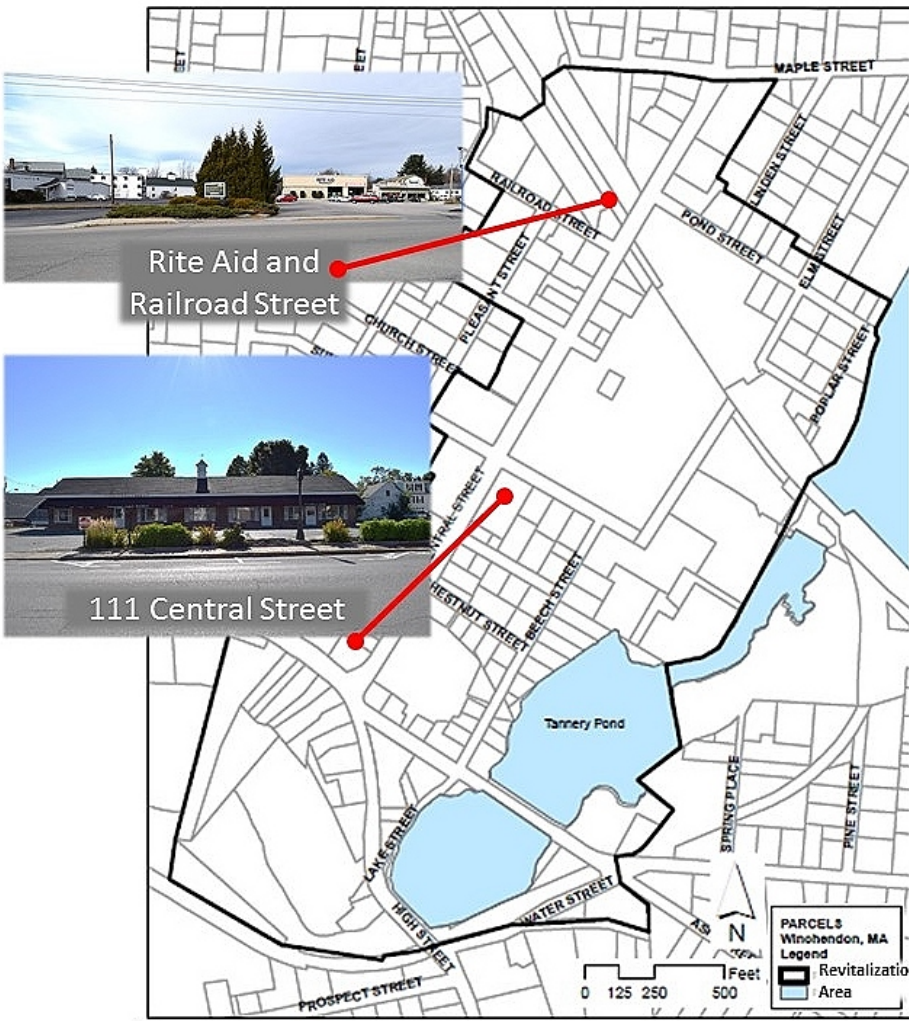 MAPLE STREET
LINDEN STREET
RAILROAD STREET
POND STREET
ELM STREET
PLEASANT STREET
Rite Aid and
Railroad Street
CHURCH STREET
POPLAR STREET
111 Central Street
CHESTNUT STREET
BEECH STREET
Tannery Pond
SPRING PLACE
PINE STREET
LAKE STREET
HIGH STREET
WATER STREET
PROSPECT STREET
N
0 125 250 500 Feet
PARCELS
Winchendon, MA
Legend
Revitalizatio
Area